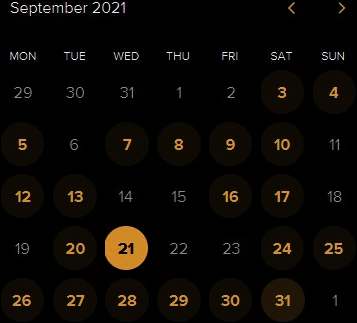 September 2021
MON TUE WED THU FRI SAT SUN
29 30 31 1 2 3 4
5 6 7 8 9 10 11
12 13 14 15 16 17 18
19 20 21 22 23 24 25
26 27 28 29 30 31 1